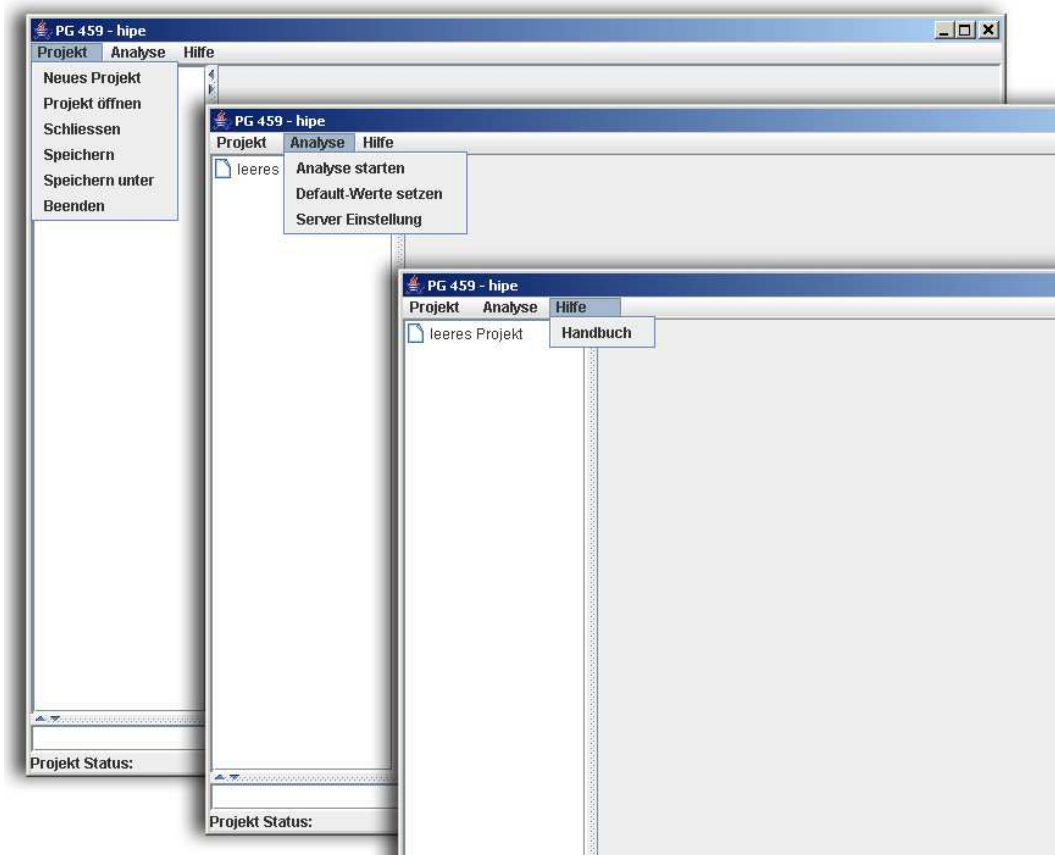 PG 459 - hipe
Projekt Analyse Hilfe
Neues Projekt
Projekt öffnen
Schliessen
Speichern
Speichern unter
Beenden
Projekt Status:
PG 459 - hipe
Projekt Analyse Hilfe
leeres
Analyse starten
Default-Werte setzen
Server Einstellung
Projekt Status:
PG 459 - hipe
Projekt Analyse Hilfe
leeres Projekt
Handbuch